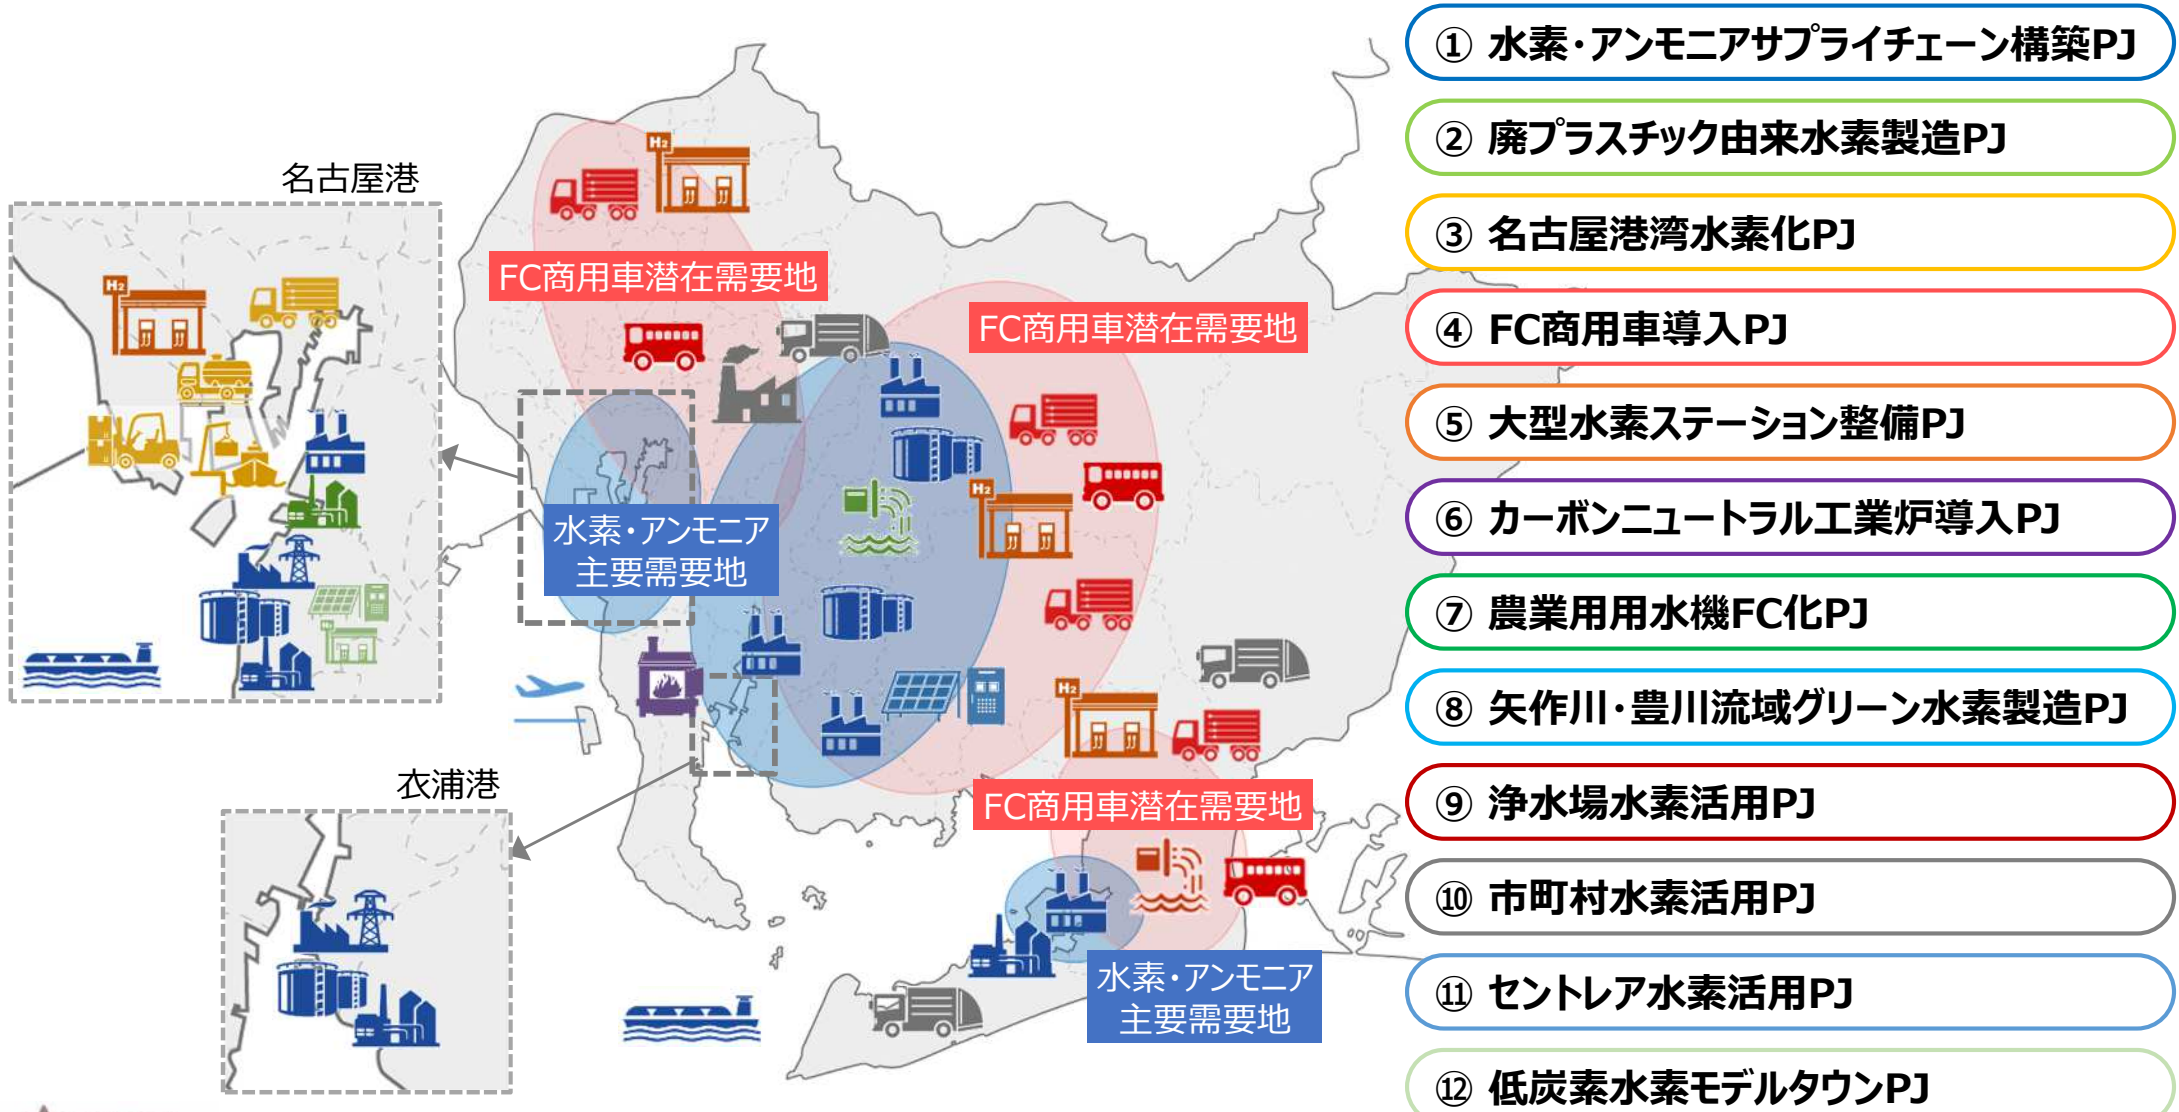 名古屋港
H2
H2
FC商用車潜在需要地
FC商用車潜在需要地
H2
水素・アンモニア
主要需要地
H2
衣浦港
FC商用車潜在需要地
水素・アンモニア
主要需要地
① 水素・アンモニアサプライチェーン構築PJ
② 廃プラスチック由来水素製造PJ
③ 名古屋港湾水素化PJ
④ FC商用車導入PJ
⑤ 大型水素ステーション整備PJ
⑥ カーボンニュートラル工業炉導入PJ
⑦ 農業用用水機FC化PJ
⑧ 矢作川・豊川流域グリーン水素製造PJ
⑨ 浄水場水素活用PJ
⑩ 市町村水素活用PJ
⑪ セントレア水素活用PJ
⑫ 低炭素水素モデルタウンPJ